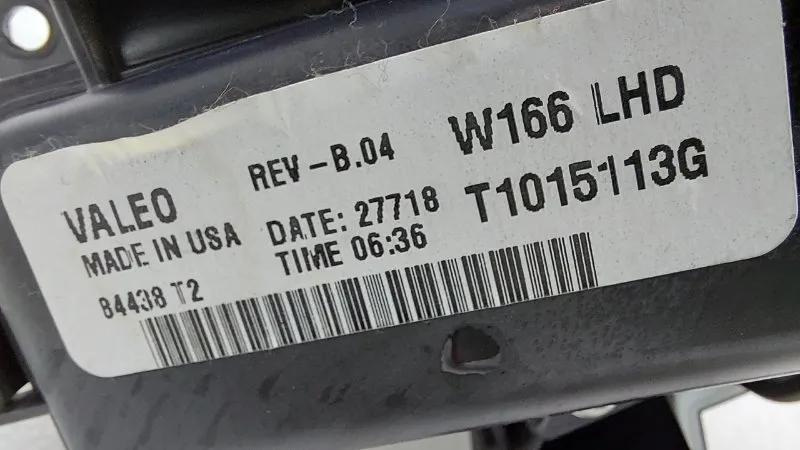 VALEO
MADE IN USA
84438 T2
REV-B.04
DATE: 27718
TIME 06:36
W166 LHD
T1015113G